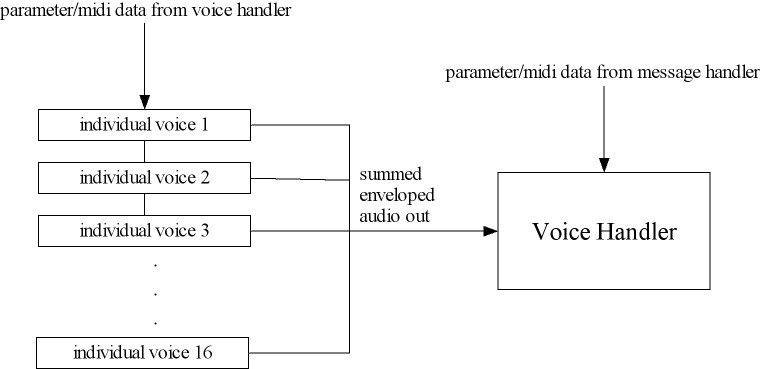 parameter/midi data from voice handler
parameter/midi data from message handler
individual voice 1
individual voice 2
individual voice 3
.
.
.
individual voice 16
summed
enveloped
audio out
Voice Handler